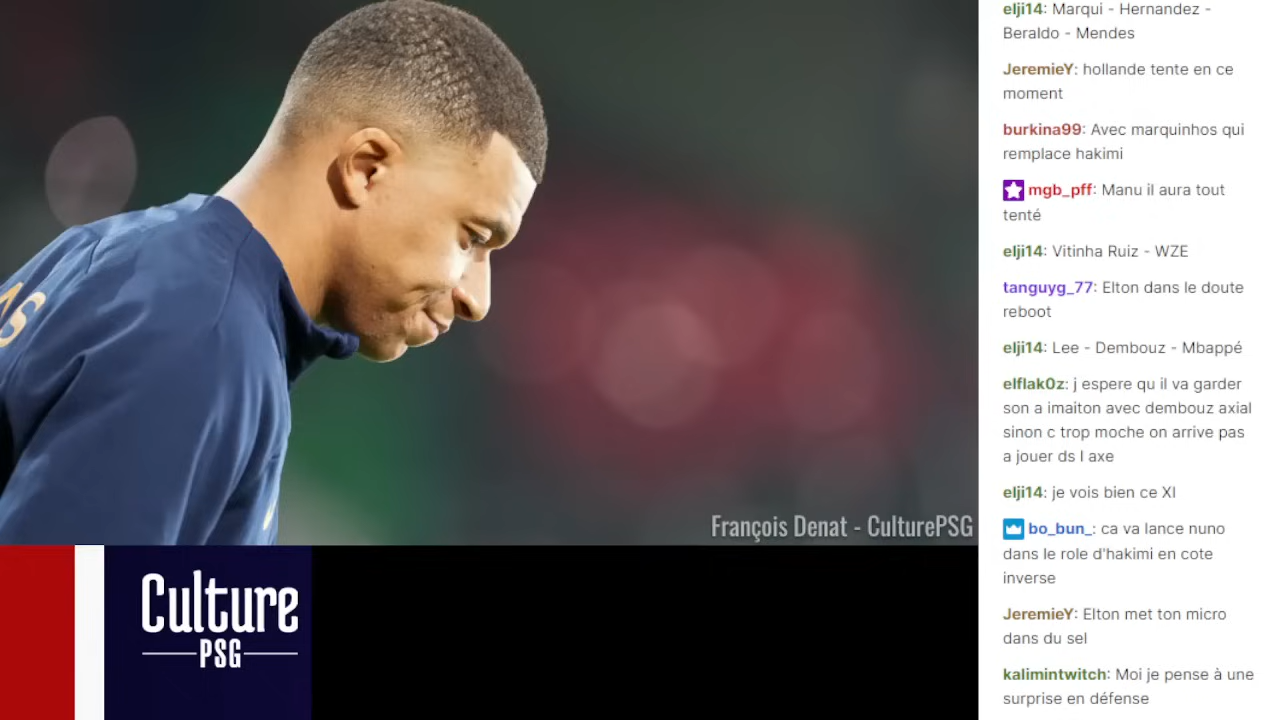 elji14: Marqui - Hernandez -
Beraldo - Mendes
JeremieY: hollande tente en ce
moment
burkina99: Avec marquinhos qui
remplace hakimi
mgb_pff: Manu il aura tout
tenté
elji14: Vitinha Ruiz - WZE
tanguyg_77: Elton dans le doute
reboot
elji14: Lee - Dembouz - Mbappé
elflak0z: j espere qu il va garder
son a imaiton avec dembouz axial
sinon c trop moche on arrive pas
a jouer ds l axe
elji14: je vois bien ce XI
bo_bun_: ca va lance nuno
dans le role d'hakimi en cote
inverse
JeremieY: Elton met ton micro
dans du sel
kalimintwitch: Moi je pense à une
surprise en défense
François Denat - CulturePSG
Culture
PSG